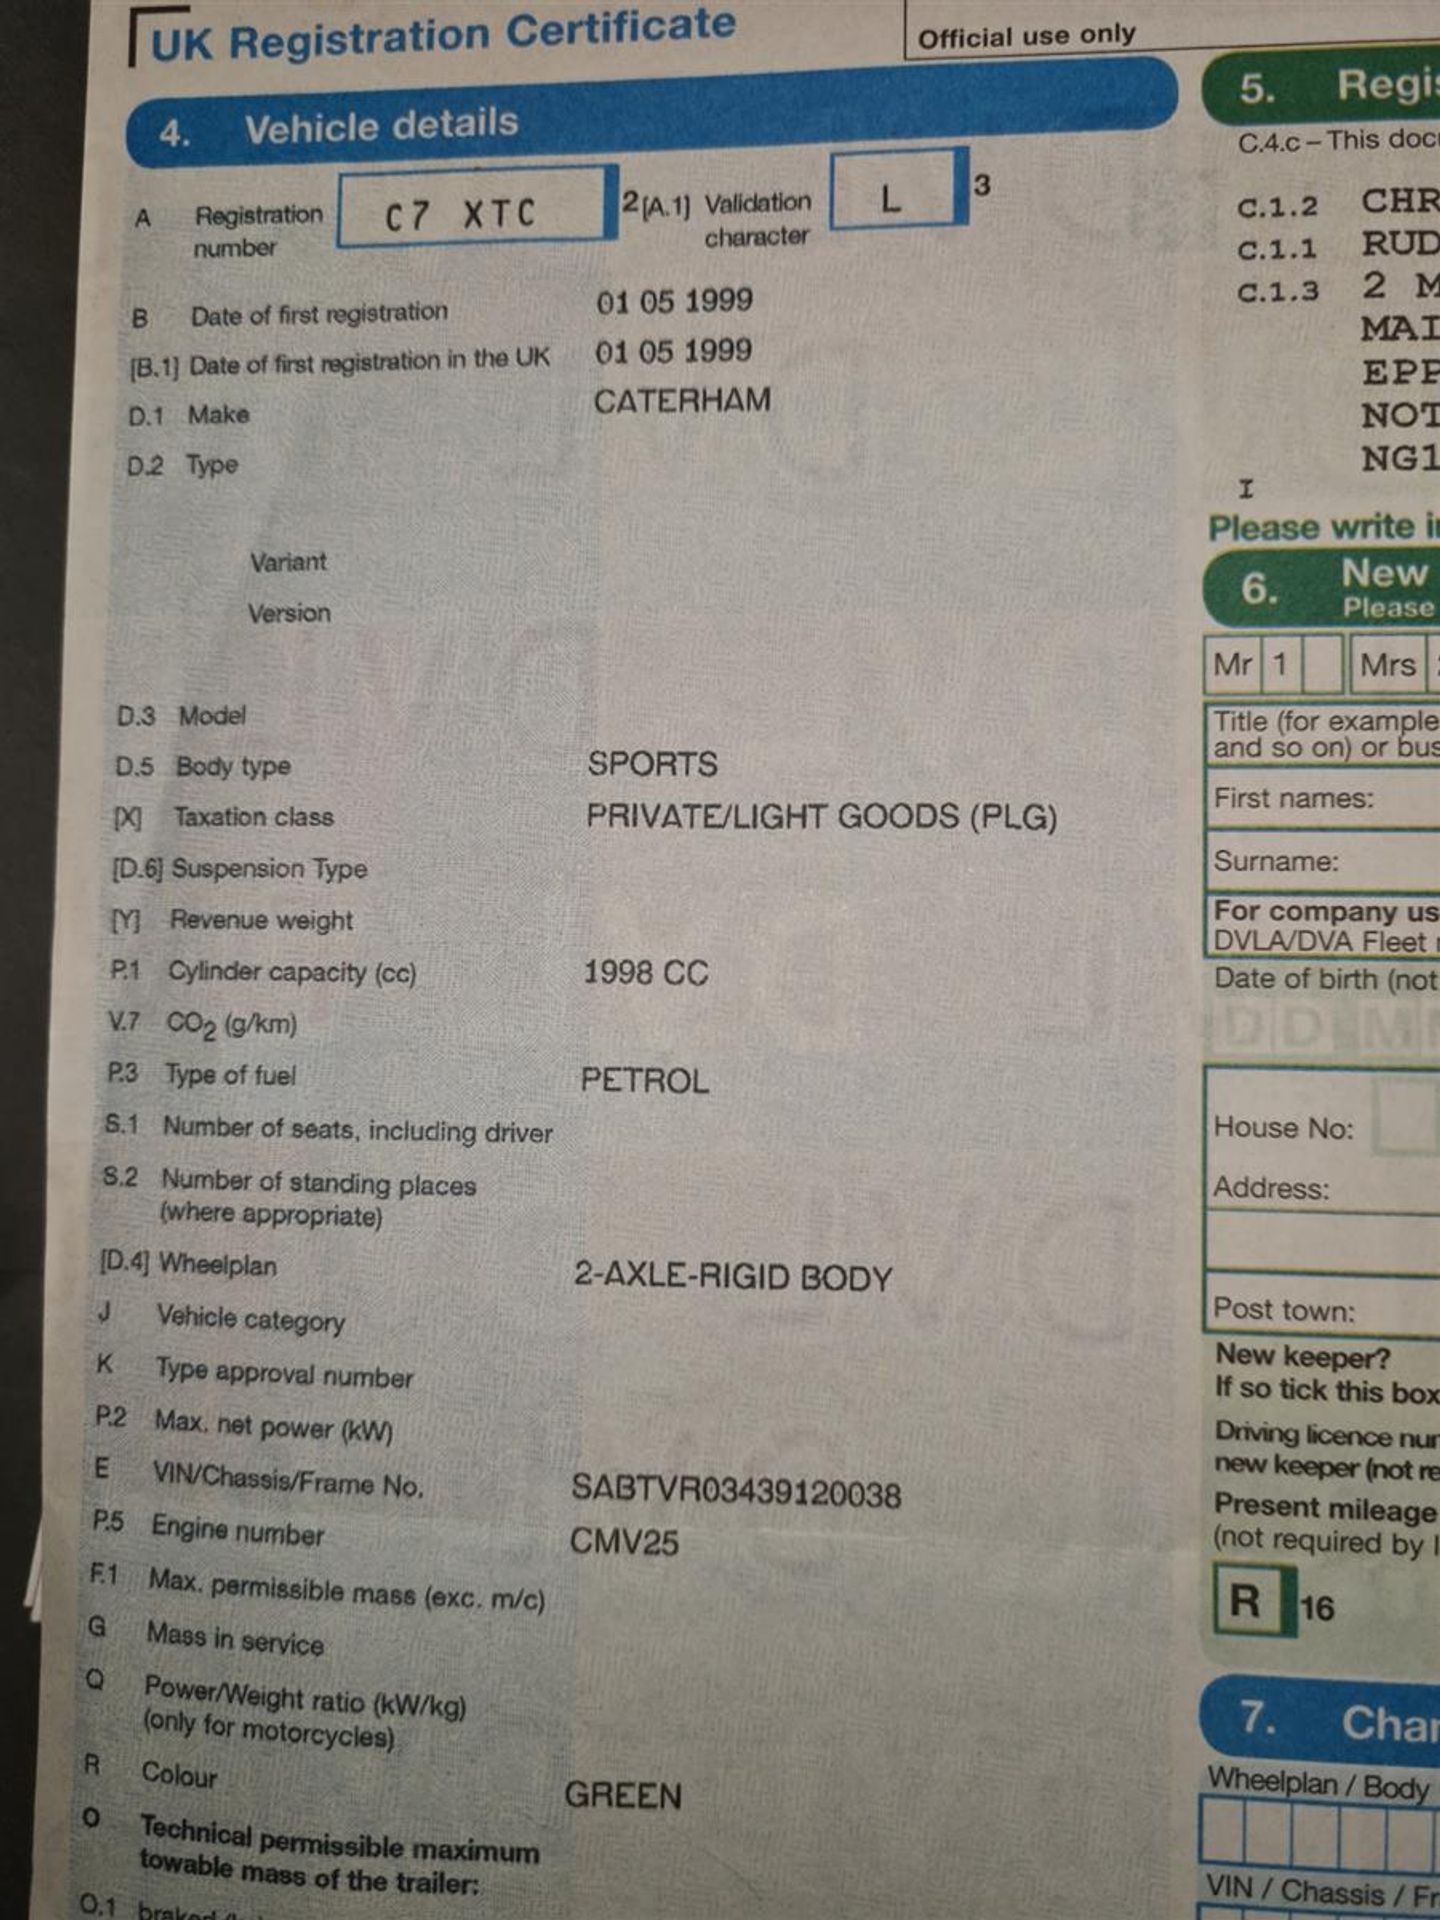 UK Registration Certificate
Official use only
4. Vehicle details
A Registration number C7 XTC 2 [A.1] Validation character L 3
B Date of first registration 01 05 1999
[B.1] Date of first registration in the UK 01 05 1999
D.1 Make CATERHAM
D.2 Type
Variant
Version
D.3 Model
D.5 Body type SPORTS
[X] Taxation class PRIVATE/LIGHT GOODS (PLG)
[D.6] Suspension Type
[Y] Revenue weight
P.1 Cylinder capacity (cc) 1998 CC
V.7 CO2 (g/km)
P.3 Type of fuel PETROL
S.1 Number of seats, including driver
S.2 Number of standing places
(where appropriate)
[D.4] Wheelplan 2-AXLE-RIGID BODY
J Vehicle category
K Type approval number
P.2 Max. net power (kW)
E VIN/Chassis/Frame No. SABTVR03439120038
P.5 Engine number CMV25
F.1 Max. permissible mass (exc. m/c)
G Mass in service
Q Power/Weight ratio (kW/kg)
(only for motorcycles)
R Colour GREEN
O Technical permissible maximum
towable mass of the trailer:
O.1
5. Regis
C.4.c – This docu
C.1.2 CHR
C.1.1 RUD
C.1.3 2 M
MAI
EPP
NOT
NG1
I
Please write i
6. New
Please
Mr 1 Mrs
Title (for example
and so on) or bus
First names:
Surname:
For company us
DVLA/DVA Fleet
Date of birth (not
D D M
House No:
Address:
Post town:
New keeper?
If so tick this box
Driving licence nu
new keeper (not re
Present mileage
(not required by l
R 16
7. Char
Wheelplan / Body
VIN / Chassis / Fr